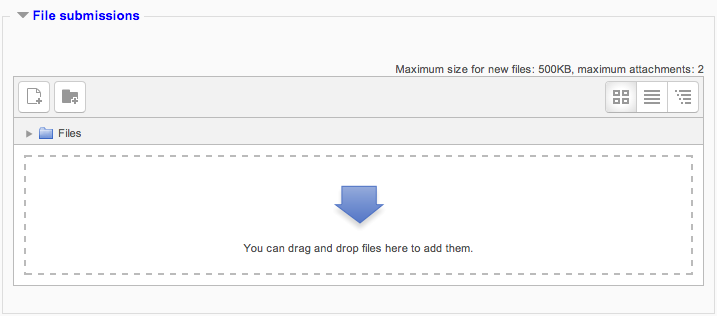 File submissions
Maximum size for new files: 500KB, maximum attachments: 2
Files
You can drag and drop files here to add them.